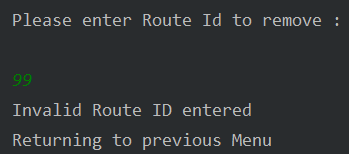 Please enter Route Id to remove :
99
Invalid Route ID entered
Returning to previous Menu